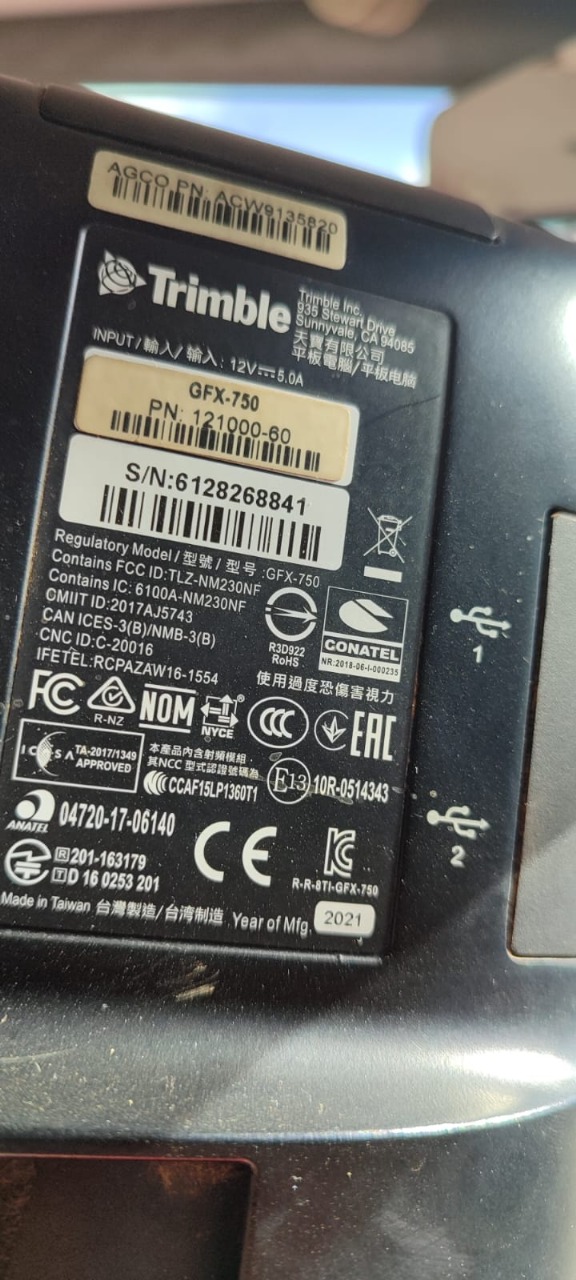 AGCO PN: ACW9135820
Trimble
Trimble Inc.
935 Stewart Drive
Sunnyvale, CA 94085
天寶有限公司
平板電腦/平板电脑
INPUT/輸入/输入: 12V⎓5.0A
GFX-750
PN: 121000-60
S/N:6128268841
Regulatory Model / 型號/ 型号 :GFX-750
Contains FCC ID:TLZ-NM230NF
Contains IC: 6100A-NM230NF
CMIIT ID:2017AJ5743
CAN ICES-3(B)/NMB-3(B)
CNC ID:C-20016
IFETEL:RCPAZAW16-1554
R3D922
RoHS
CONATEL
NR:2018-06-I-000235
使用過度恐傷害視力
FC
R-NZ
NOM
NYCE
CCC
EAC
ICASA TA-2017/1349
APPROVED
本產品內含射頻模組,
其NCC 型式認證號碼為
CCAF15LP1360T1
E13 10R-0514343
ANATEL
04720-17-06140
R 201-163179
T D 16 0253 201
CE
R-R-8TI-GFX-750
Made in Taiwan 台灣製造/台湾制造 Year of Mfg. 2021
1
2